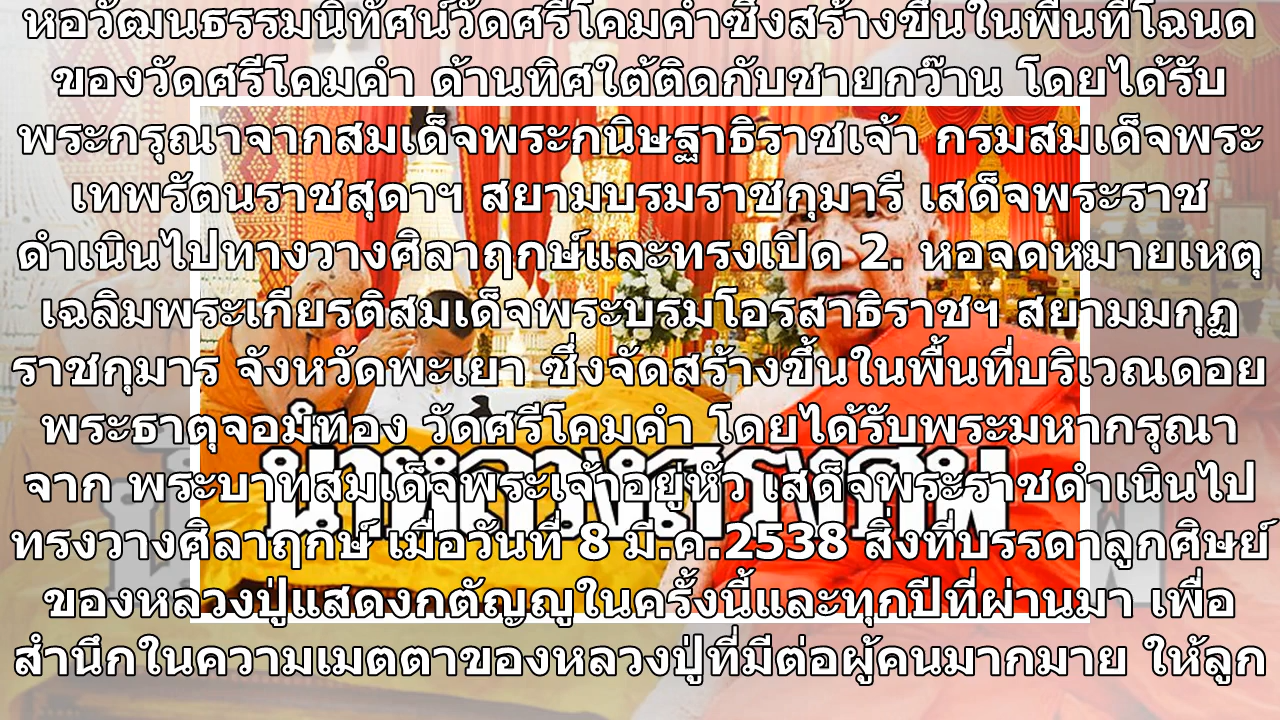 หอวัฒนธรรมนิทัศน์วัดศรีโคมคำซึ่งสร้างขึ้นในพื้นที่โฉนด
ของวัดศรีโคมคำ ด้านทิศใต้ติดกับชายกว๊าน โดยได้รับ
พระกรุณาจากสมเด็จพระกนิษฐาธิราชเจ้า กรมสมเด็จพระ
เทพรัตนราชสุดาฯ สยามบรมราชกุมารี เสด็จพระราช
ดำเนินไปทางวางศิลาฤกษ์และทรงเปิด 2. หอจดหมายเหตุ
เฉลิมพระเกียรติสมเด็จพระบรมโอรสาธิราชฯ สยามมกุฎ
ราชกุมาร จังหวัดพะเยา ซึ่งจัดสร้างขึ้นในพื้นที่บริเวณดอย
พระธาตุจอมทอง วัดศรีโคมคำ โดยได้รับพระมหากรุณา
จาก พระบาทสมเด็จพระเจ้าอยู่หัว เสด็จพระราชดำเนินไป
น้ำหลวงสรงศพ
ทรงวางศิลาฤกษ์ เมื่อวันที่ 8 มี.ค.2538 สิ่งที่บรรดาลูกศิษย์
ของหลวงปู่แสดงกตัญญูในครั้งนี้และทุกปีที่ผ่านมา เพื่อ
สำนึกในความเมตตาของหลวงปู่ที่มีต่อผู้คนมากมาย ให้ลูก